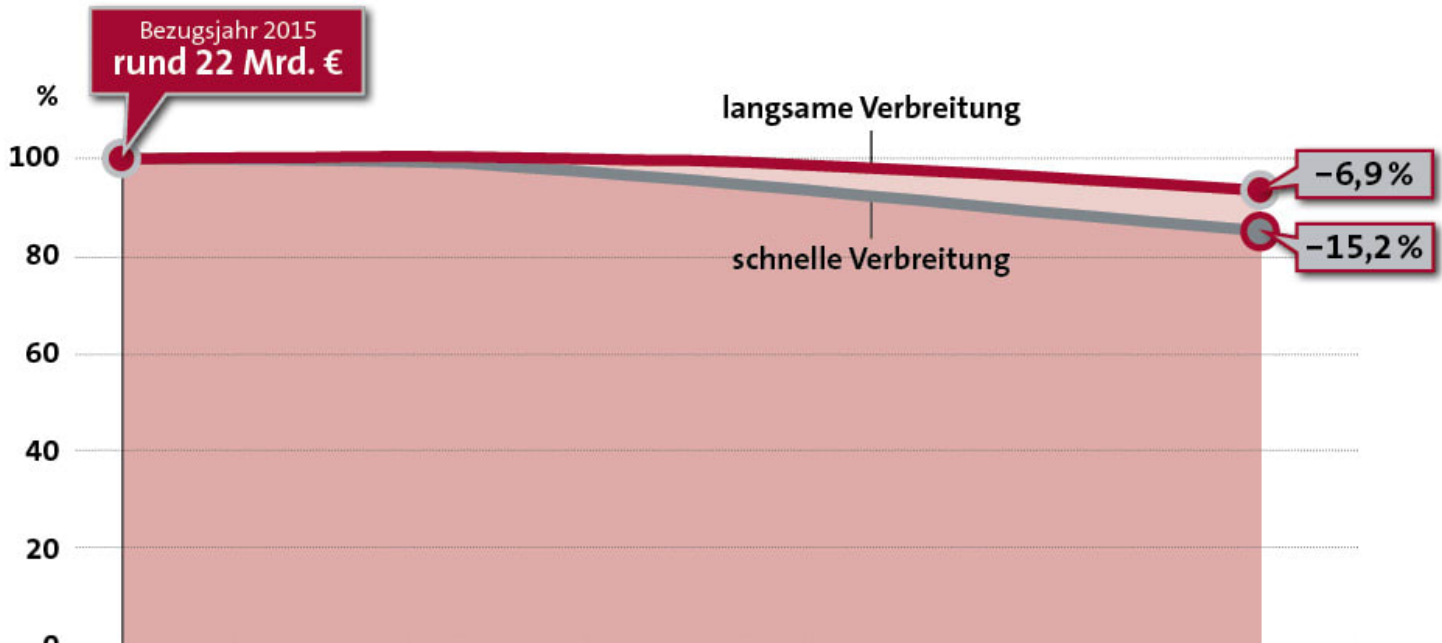 Bezugsjahr 2015
rund 22 Mrd. €
%
langsame Verbreitung
100
−6,9 %
−15,2 %
80
schnelle Verbreitung
60
40
20
0